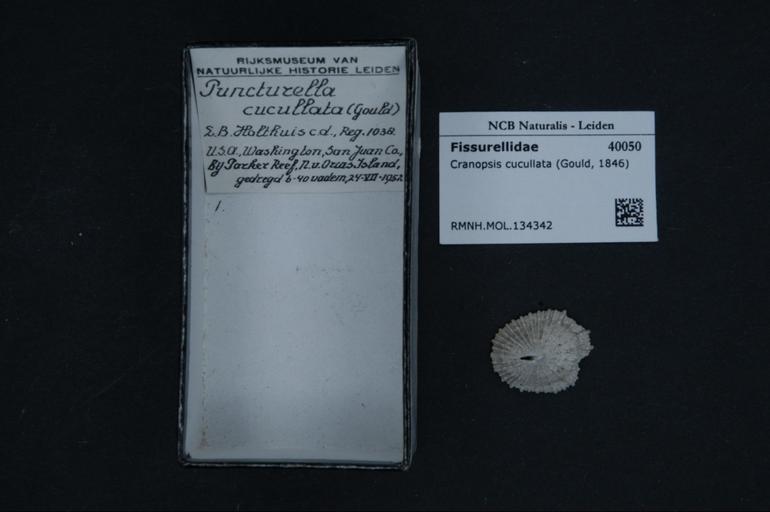 RIJKSMUSEUM VAN
NATUURLIJKE HISTORIE LEIDEN
Puncturella
cucullata (Gould)
L.B. Holthuis c.d., Reg. 1038.
U.S.A., Washington, San Juan Co.,
By Parker Reef, N.v. Orcas Island,
gedregd 6-40 vadem, 24-VII-1952
1.
NCB Naturalis - Leiden
Fissurellidae 40050
Cranopsis cucullata (Gould, 1846)
RMNH.MOL.134342